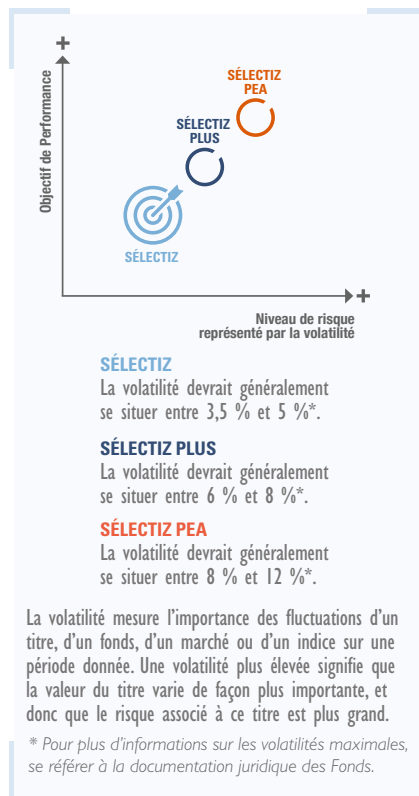 +
Objectif de Performance
SÉLECTIZ
PEA
SÉLECTIZ
PLUS
SÉLECTIZ
+
Niveau de risque
représenté par la volatilité
SÉLECTIZ
La volatilité devrait généralement
se situer entre 3,5 % et 5 %*.
SÉLECTIZ PLUS
La volatilité devrait généralement
se situer entre 6 % et 8 %*.
SÉLECTIZ PEA
La volatilité devrait généralement
se situer entre 8 % et 12 %*.
La volatilité mesure l'importance des fluctuations d'un
titre, d'un fonds, d'un marché ou d'un indice sur une
période donnée. Une volatilité plus élevée signifie que
la valeur du titre varie de façon plus importante, et
donc que le risque associé à ce titre est plus grand.
* Pour plus d'informations sur les volatilités maximales,
se référer à la documentation juridique des Fonds.